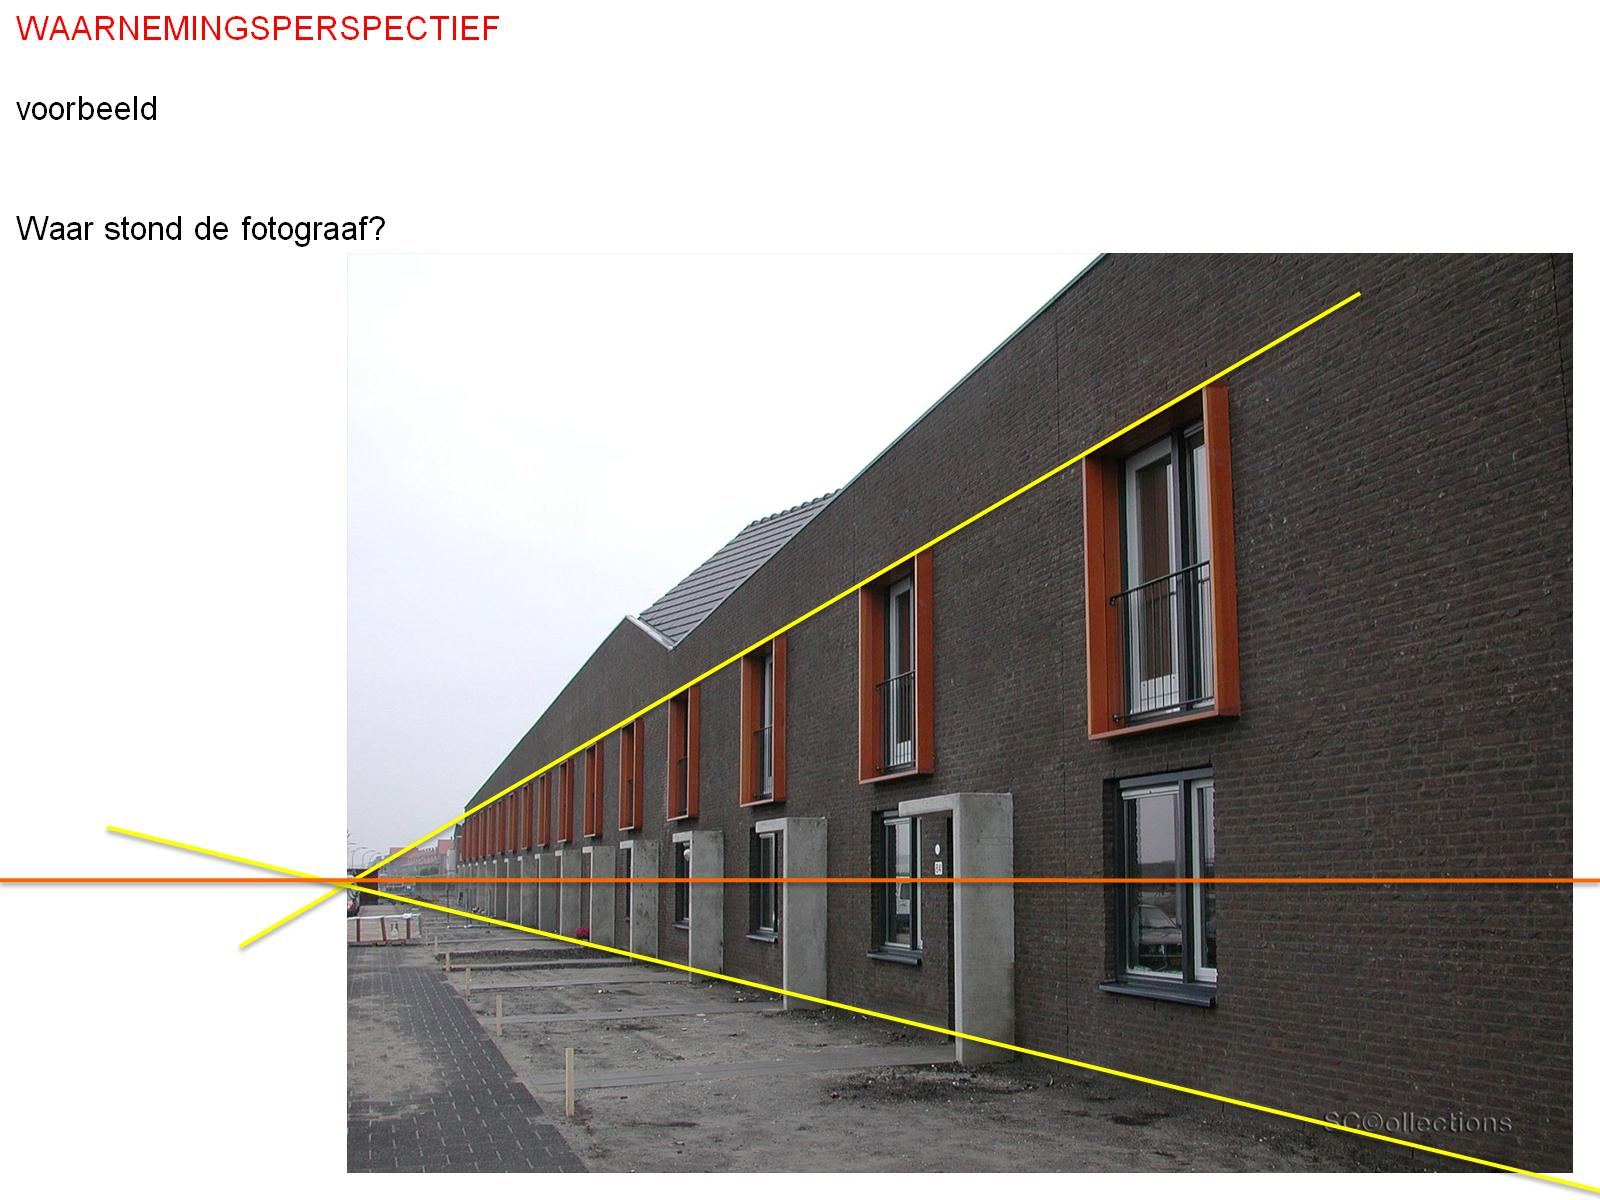 WAARNEMINGSPERSPECTIEF
voorbeeld
Waar stond de fotograaf?
SC©ollections